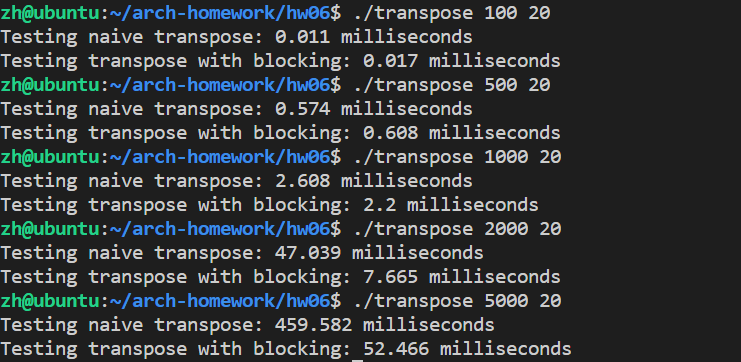 zh@ubuntu:~/arch-homework/hw06$ ./transpose 100 20
Testing naive transpose: 0.011 milliseconds
Testing transpose with blocking: 0.017 milliseconds
zh@ubuntu:~/arch-homework/hw06$ ./transpose 500 20
Testing naive transpose: 0.574 milliseconds
Testing transpose with blocking: 0.608 milliseconds
zh@ubuntu:~/arch-homework/hw06$ ./transpose 1000 20
Testing naive transpose: 2.608 milliseconds
Testing transpose with blocking: 2.2 milliseconds
zh@ubuntu:~/arch-homework/hw06$ ./transpose 2000 20
Testing naive transpose: 47.039 milliseconds
Testing transpose with blocking: 7.665 milliseconds
zh@ubuntu:~/arch-homework/hw06$ ./transpose 5000 20
Testing naive transpose: 459.582 milliseconds
Testing transpose with blocking: 52.466 milliseconds